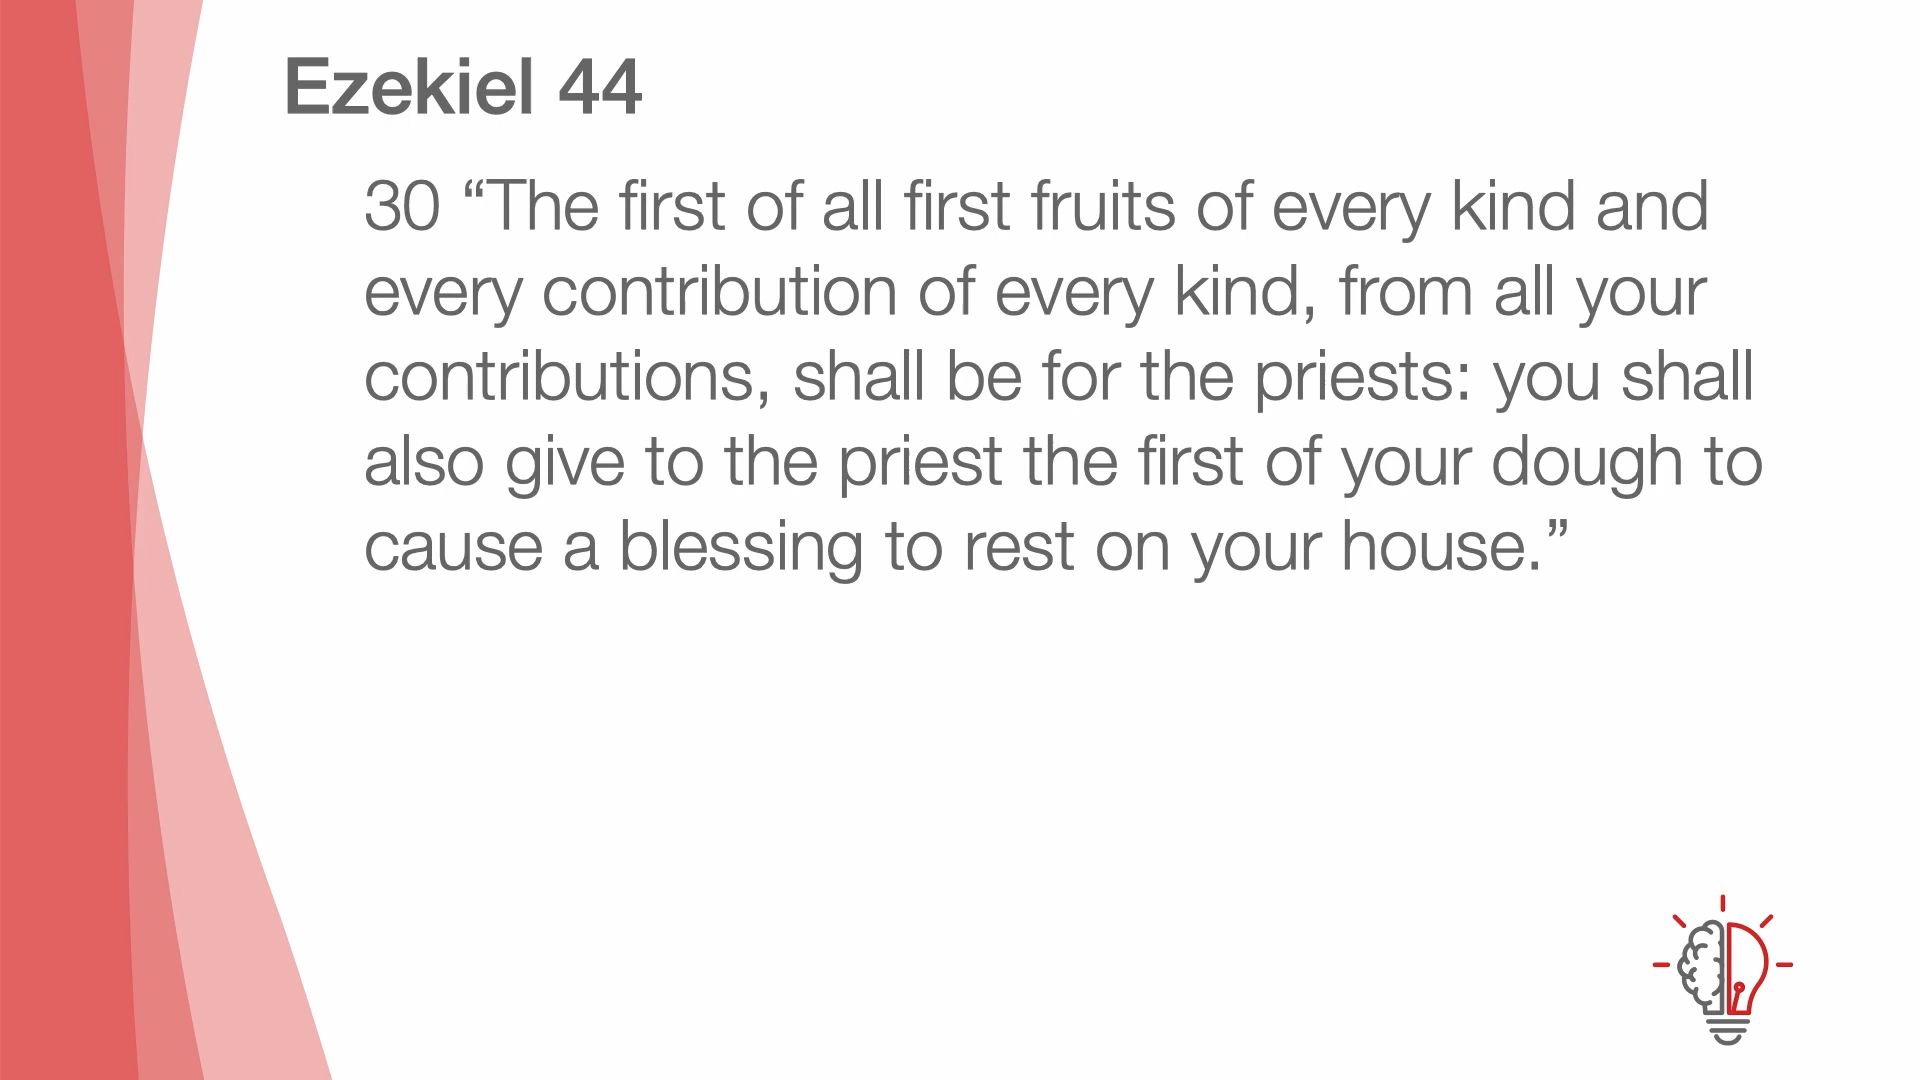 Ezekiel 44
30 “The first of all first fruits of every kind and
every contribution of every kind, from all your
contributions, shall be for the priests: you shall
also give to the priest the first of your dough to
cause a blessing to rest on your house.”